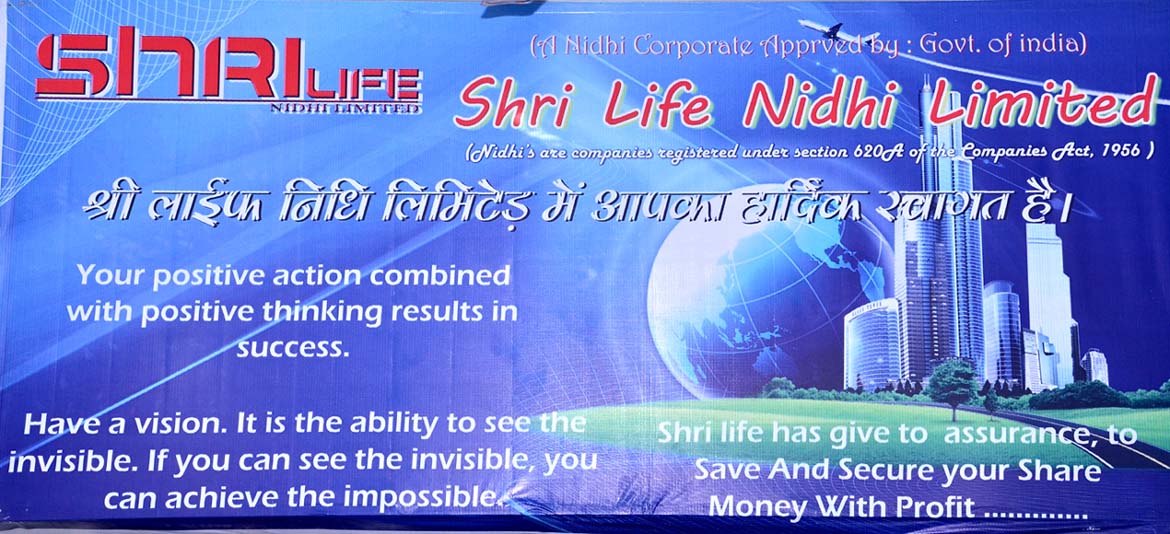 SHRI LIFE
NIDHI LIMITED
(A Nidhi Corporate Apprved by : Govt. of india)
Shri Life Nidhi Limited
(Nidhi's are companies registered under section 620A of the Companies Act, 1956 )
श्री लाईफ निधि लिमिटेड़ में आपका हार्दिक स्वागत है।
Your positive action combined
with positive thinking results in
success.
Have a vision. It is the ability to see the
invisible. If you can see the invisible, you
can achieve the impossible.
Shri life has give to assurance, to
Save And Secure your Share
Money With Profit .............